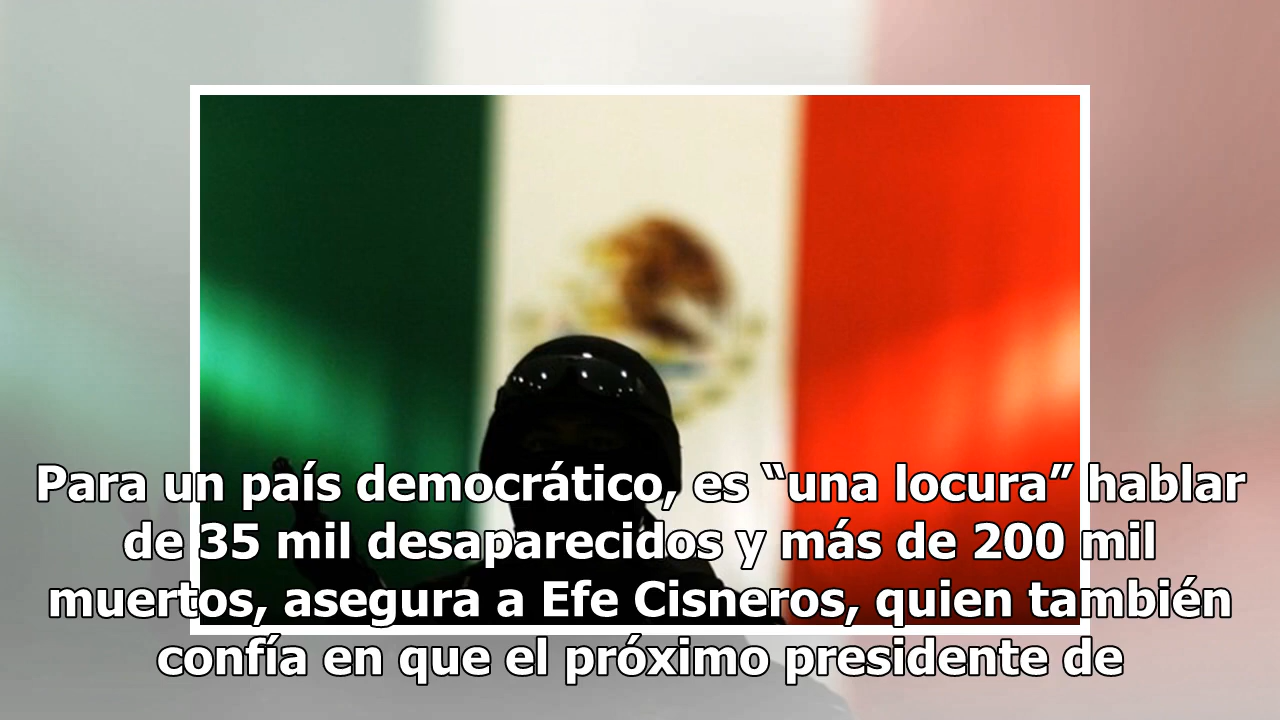 Para un país democrático, es “una locura” hablar
de 35 mil desaparecidos y más de 200 mil
muertos, asegura a Efe Cisneros, quien también
confía en que el próximo presidente de